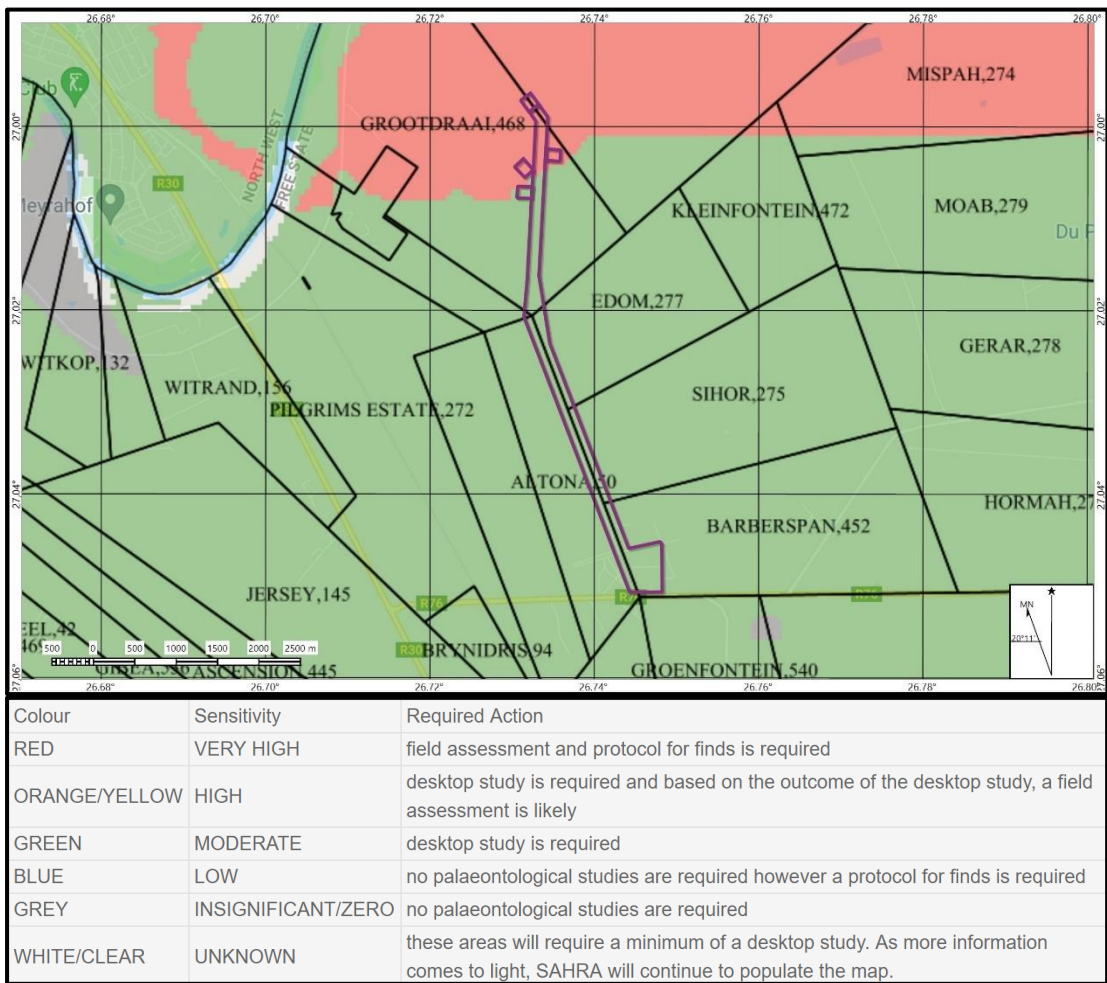 26.68° 26.70° 26.72° 26.74° 26.76° 26.78° 26.80°
Club
MISPAH,274
27.00° GROOTDRAAI,468 27.00°
NORTH WEST
FREE STATE
R30
KLEINFONTEIN,472
MOAB,279
Du P
EDOM,277
27.02° 27.02°
GERAR,278
WITKOP,132
WITRAND,156
SIHOR,275
PILGRIMS ESTATE,272
ALTONA,50
27.04° 27.04°
HORMAH,27
BARBERSPAN,452
JERSEY,145
R76
R76
R30
BRYNIDRIS,94
GROENFONTEIN,540
ASCENSION,445
500 0 500 1000 1500 2000 2500 m
MN
20°11'
27.06° 27.06°
26.68° 26.70° 26.72° 26.74° 26.76° 26.78° 26.80°
Colour Sensitivity Required Action
RED VERY HIGH field assessment and protocol for finds is required
ORANGE/YELLOW HIGH desktop study is required and based on the outcome of the desktop study, a field
assessment is likely
GREEN MODERATE desktop study is required
BLUE LOW no palaeontological studies are required however a protocol for finds is required
GREY INSIGNIFICANT/ZERO no palaeontological studies are required
WHITE/CLEAR UNKNOWN these areas will require a minimum of a desktop study. As more information
comes to light, SAHRA will continue to populate the map.